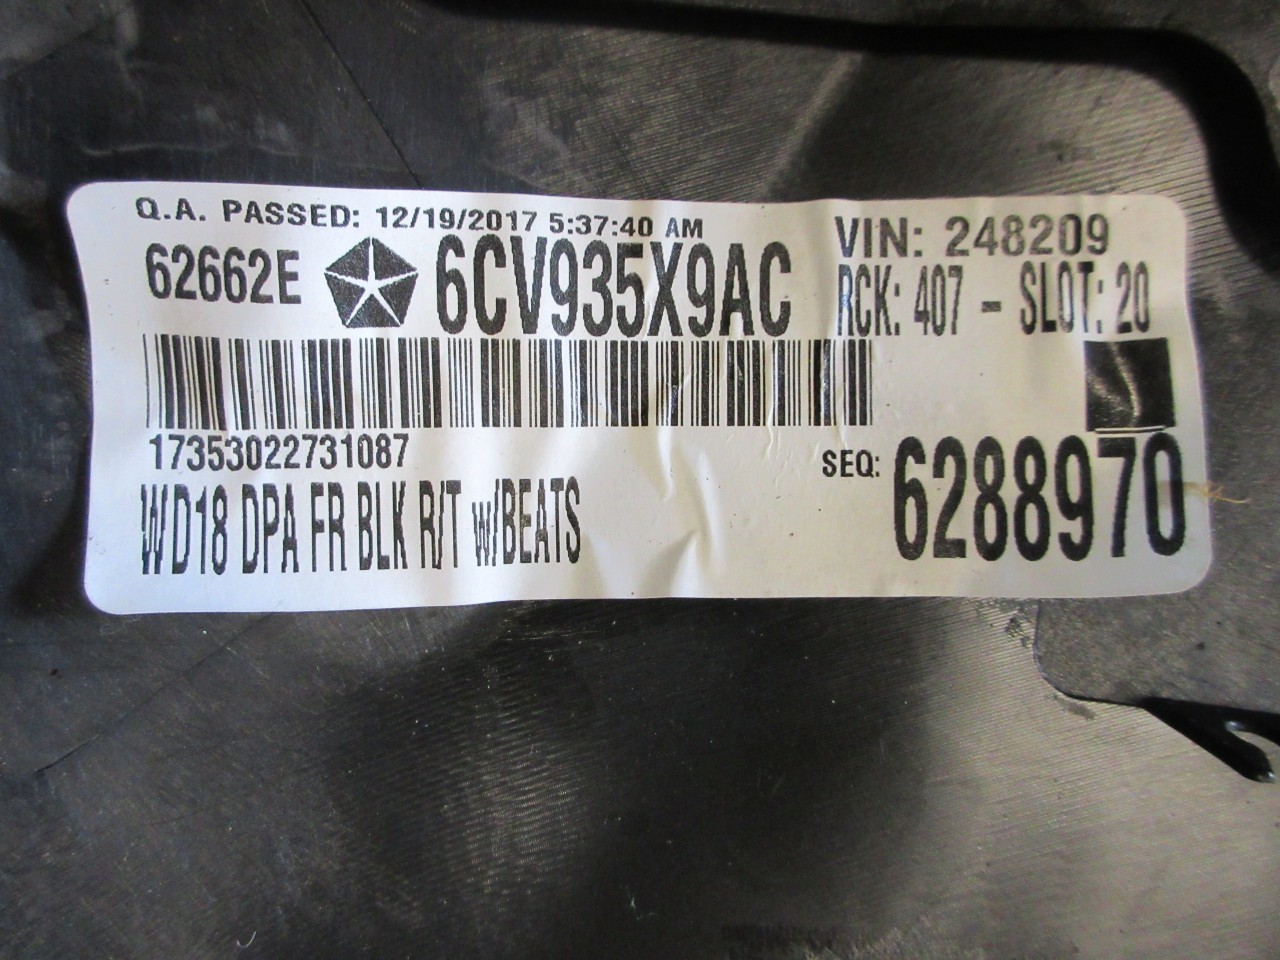 Q.A. PASSED: 12/19/2017 5:37:40 AM
VIN: 248209
62662E 6CV935X9AC
RCK: 407 - SLOT: 20
17353022731087
SEQ: 6288970
WD18 DPA FR BLK R/T w/BEATS